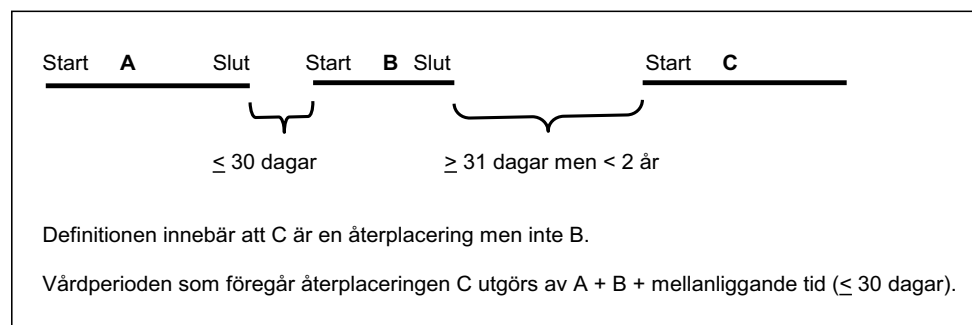 Start A Slut Start B Slut Start C
≤ 30 dagar ≥ 31 dagar men < 2 år
Definitionen innebär att C är en återplacering men inte B.
Vårdperioden som föregår återplaceringen C utgörs av A + B + mellanliggande tid (≤ 30 dagar).